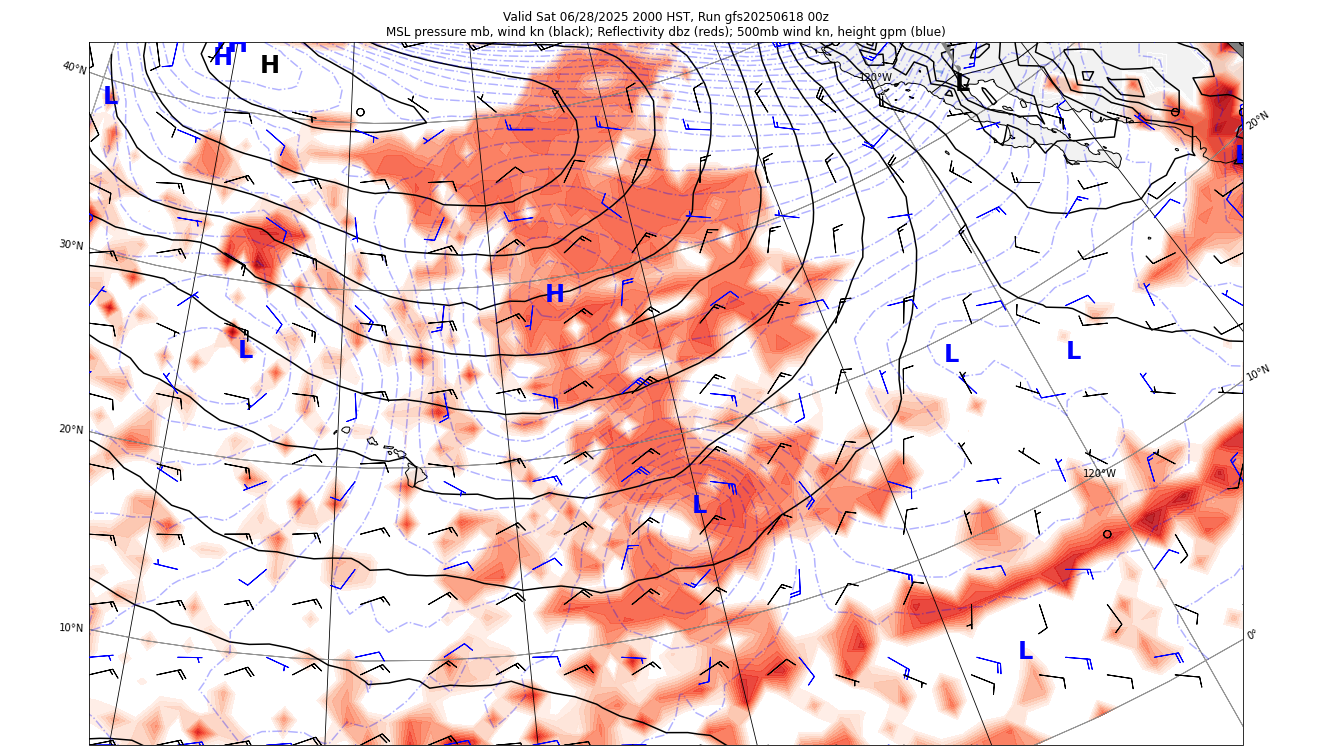 Valid Sat 06/28/2025 2000 HST, Run gfs20250618 00z
MSL pressure mb, wind kn (black); Reflectivity dbz (reds); 500mb wind kn, height gpm (blue)
H
H
H
L
40°N
120°W
L
20°N
L
30°N
H
L
L
L
10°N
20°N
120°W
L
10°N
0°
L